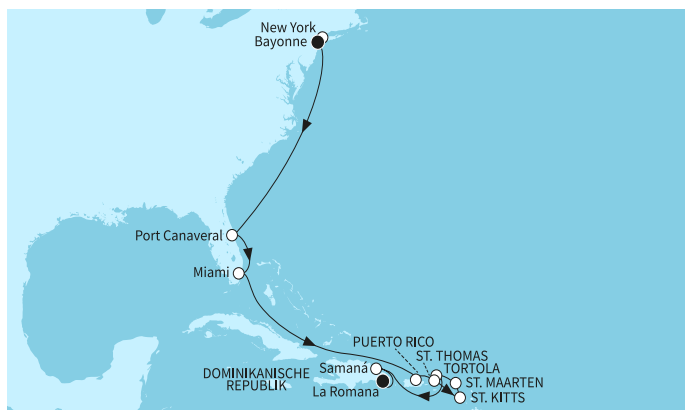 New York
Bayonne
Port Canaveral
Miami
PUERTO RICO
ST. THOMAS
TORTOLA
ST. MAARTEN
ST. KITTS
Samaná
DOMINIKANISCHE
REPUBLIK
La Romana